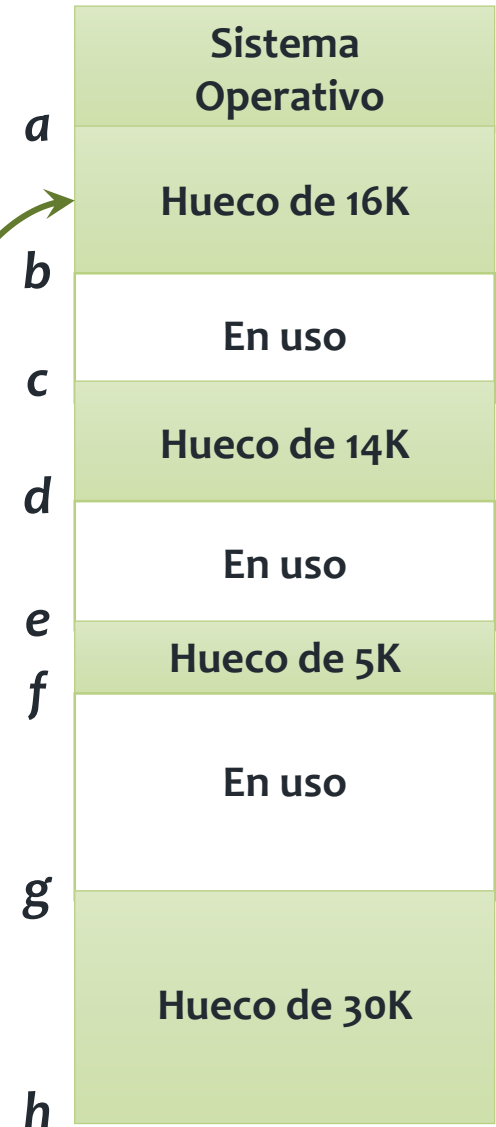 Sistema
Operativo
a
Hueco de 16K
b
En uso
c
Hueco de 14K
d
En uso
e
Hueco de 5K
f
En uso
g
Hueco de 30K
h